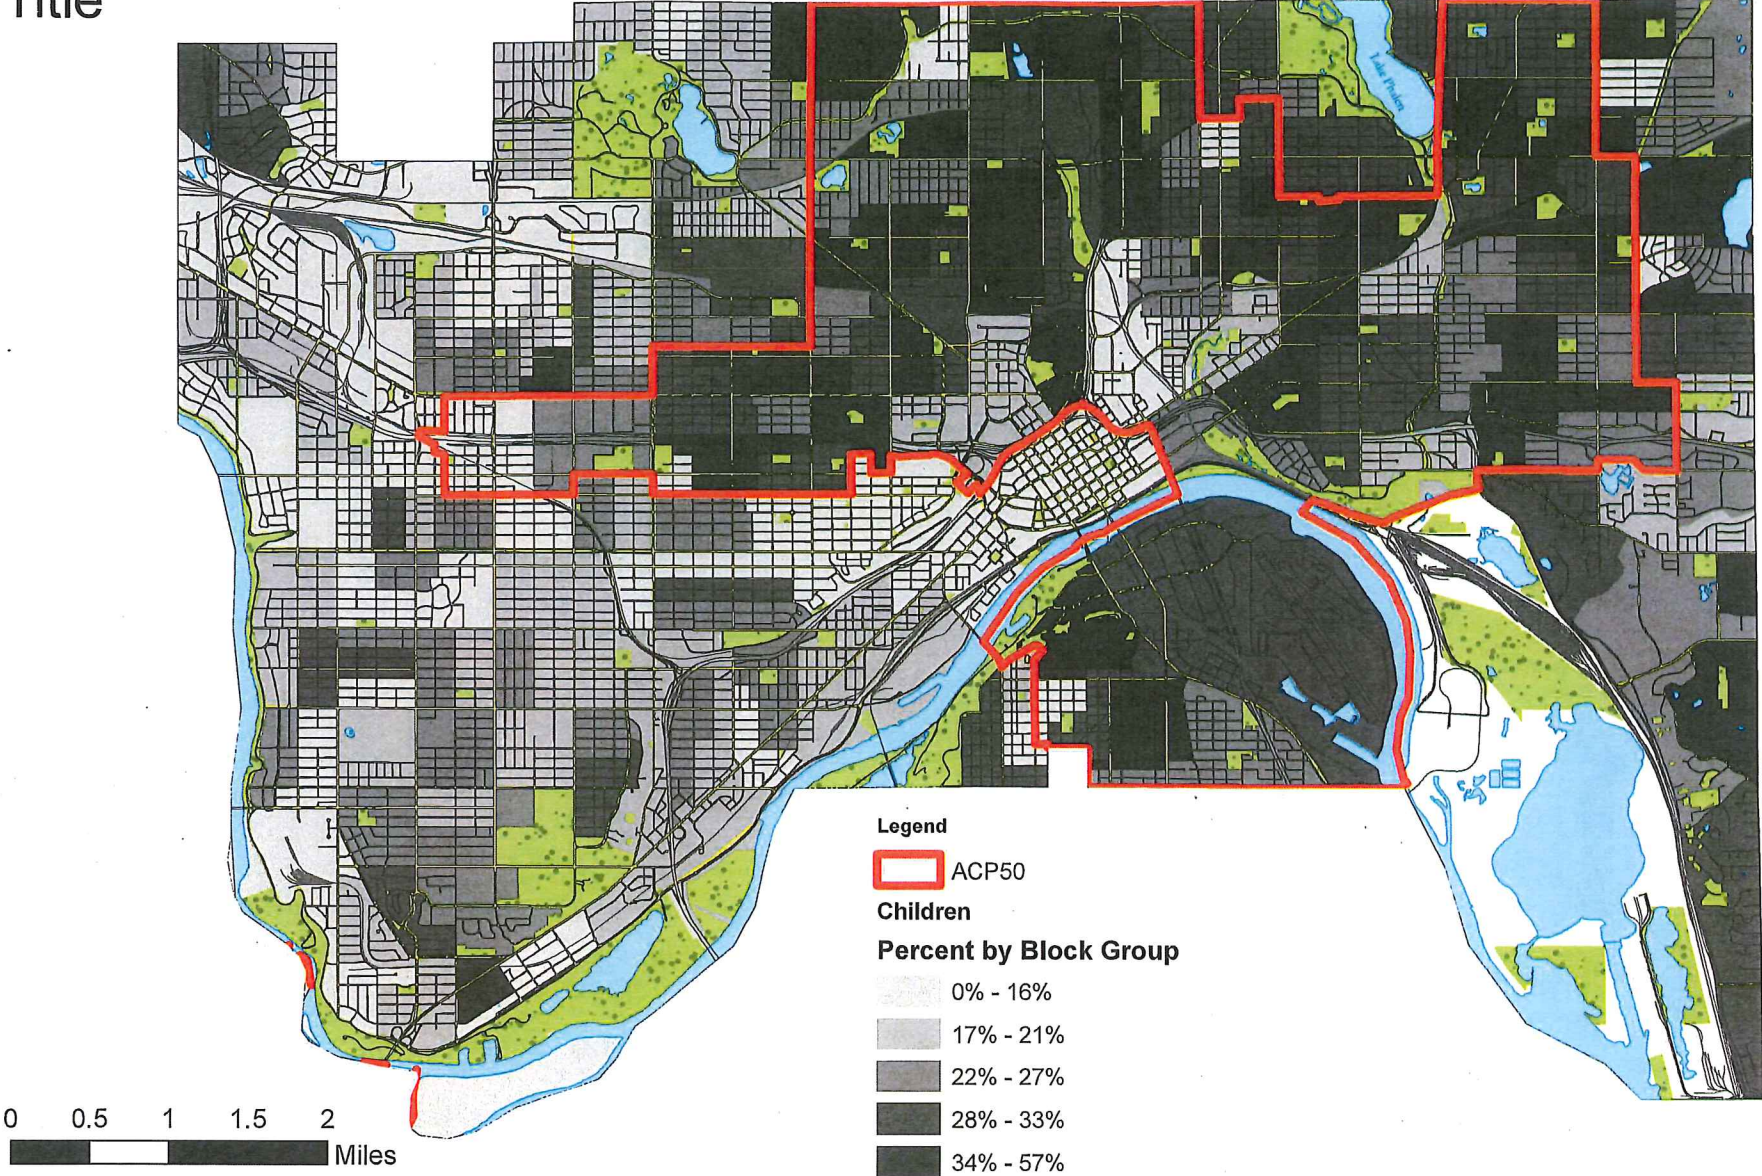 Title
Lake Phalen
Legend
ACP50
Children
Percent by Block Group
0% - 16%
17% - 21%
22% - 27%
28% - 33%
34% - 57%
0 0.5 1 1.5 2
Miles